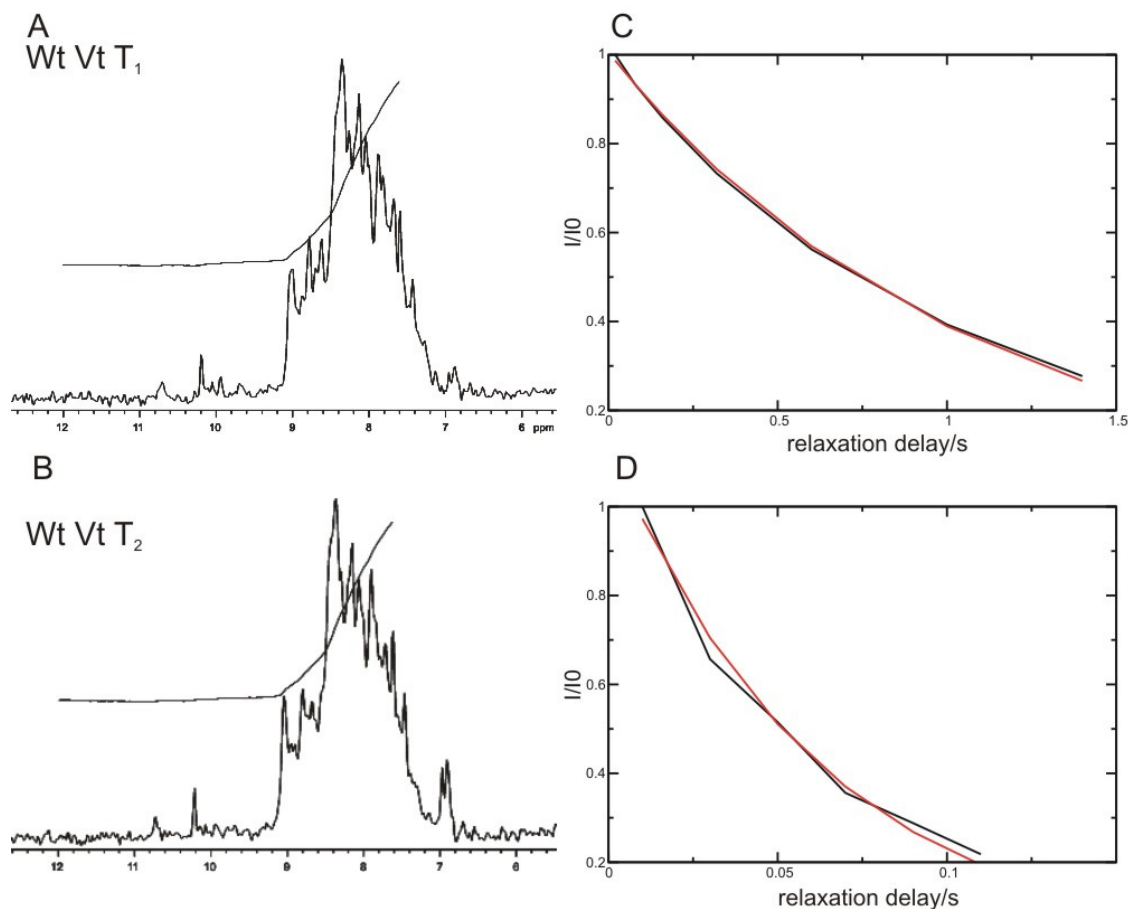 A
Wt Vt T1
12 11 10 9 8 7 6 ppm
B
Wt Vt T2
12 11 10 9 8 7 6
C
1
0.8
0.6
0.4
0.2
0 0.5 1 1.5
I/I0
relaxation delay/s
D
1
0.8
0.6
0.4
0.2
0 0.05 0.1
I/I0
relaxation delay/s